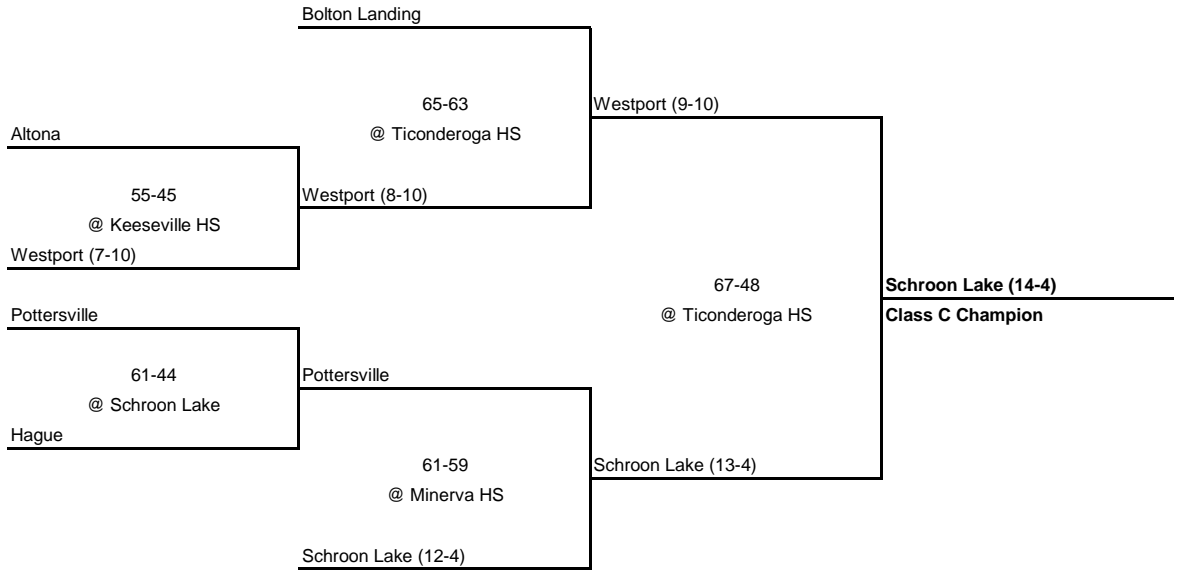 Bolton Landing
65-63
@ Ticonderoga HS
Westport (9-10)
Altona
55-45
@ Keeseville HS
Westport (8-10)
Westport (7-10)
67-48
@ Ticonderoga HS
Schroon Lake (14-4)
Class C Champion
Pottersville
61-44
@ Schroon Lake
Pottersville
Hague
61-59
@ Minerva HS
Schroon Lake (13-4)
Schroon Lake (12-4)